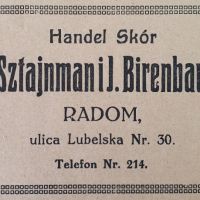 Handel Skór
Sztajnman i J. Birenbau
RADOM,
ulica Lubelska Nr. 30.
Telefon Nr. 214.